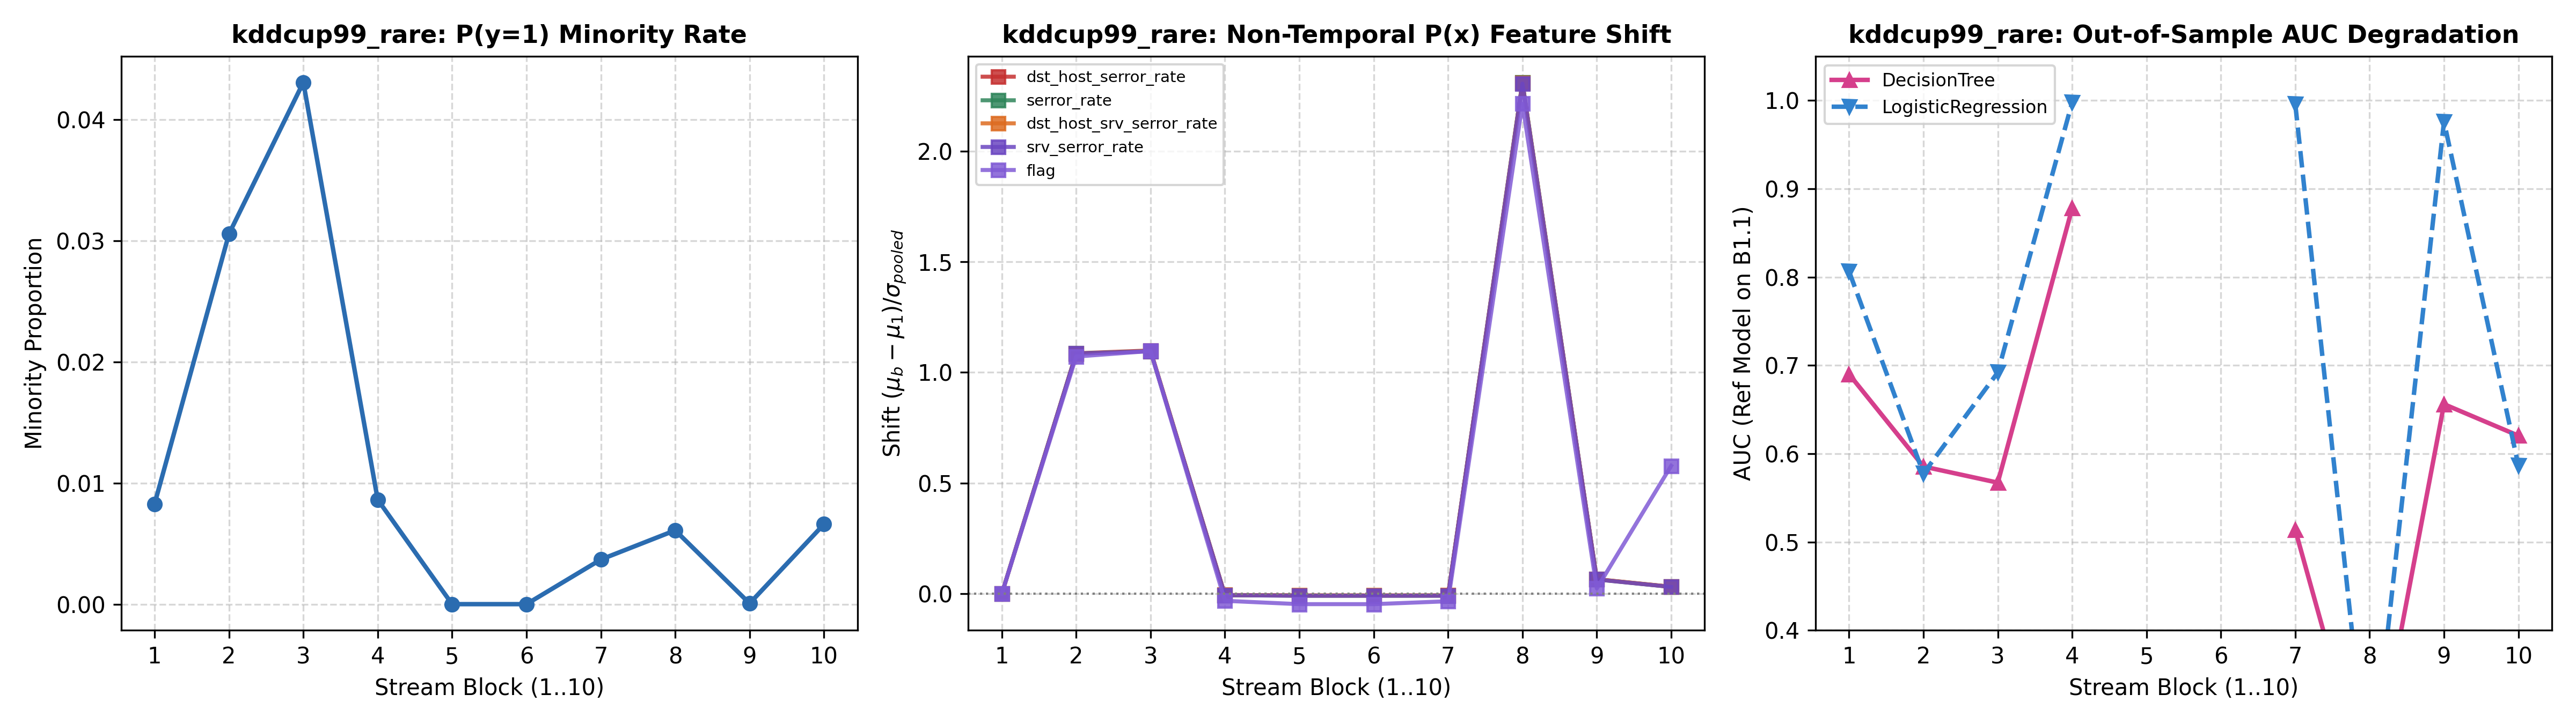 kddcup99_rare: P(y=1) Minority Rate
Minority Proportion
0.04
0.03
0.02
0.01
0.00
1 2 3 4 5 6 7 8 9 10
Stream Block (1..10)
kddcup99_rare: Non-Temporal P(x) Feature Shift
dst_host_serror_rate
serror_rate
dst_host_srv_serror_rate
srv_serror_rate
flag
Shift (μb − μ1)/σpooled
2.0
1.5
1.0
0.5
0.0
1 2 3 4 5 6 7 8 9 10
Stream Block (1..10)
kddcup99_rare: Out-of-Sample AUC Degradation
DecisionTree
LogisticRegression
AUC (Ref Model on B1.1)
1.0
0.9
0.8
0.7
0.6
0.5
0.4
1 2 3 4 5 6 7 8 9 10
Stream Block (1..10)